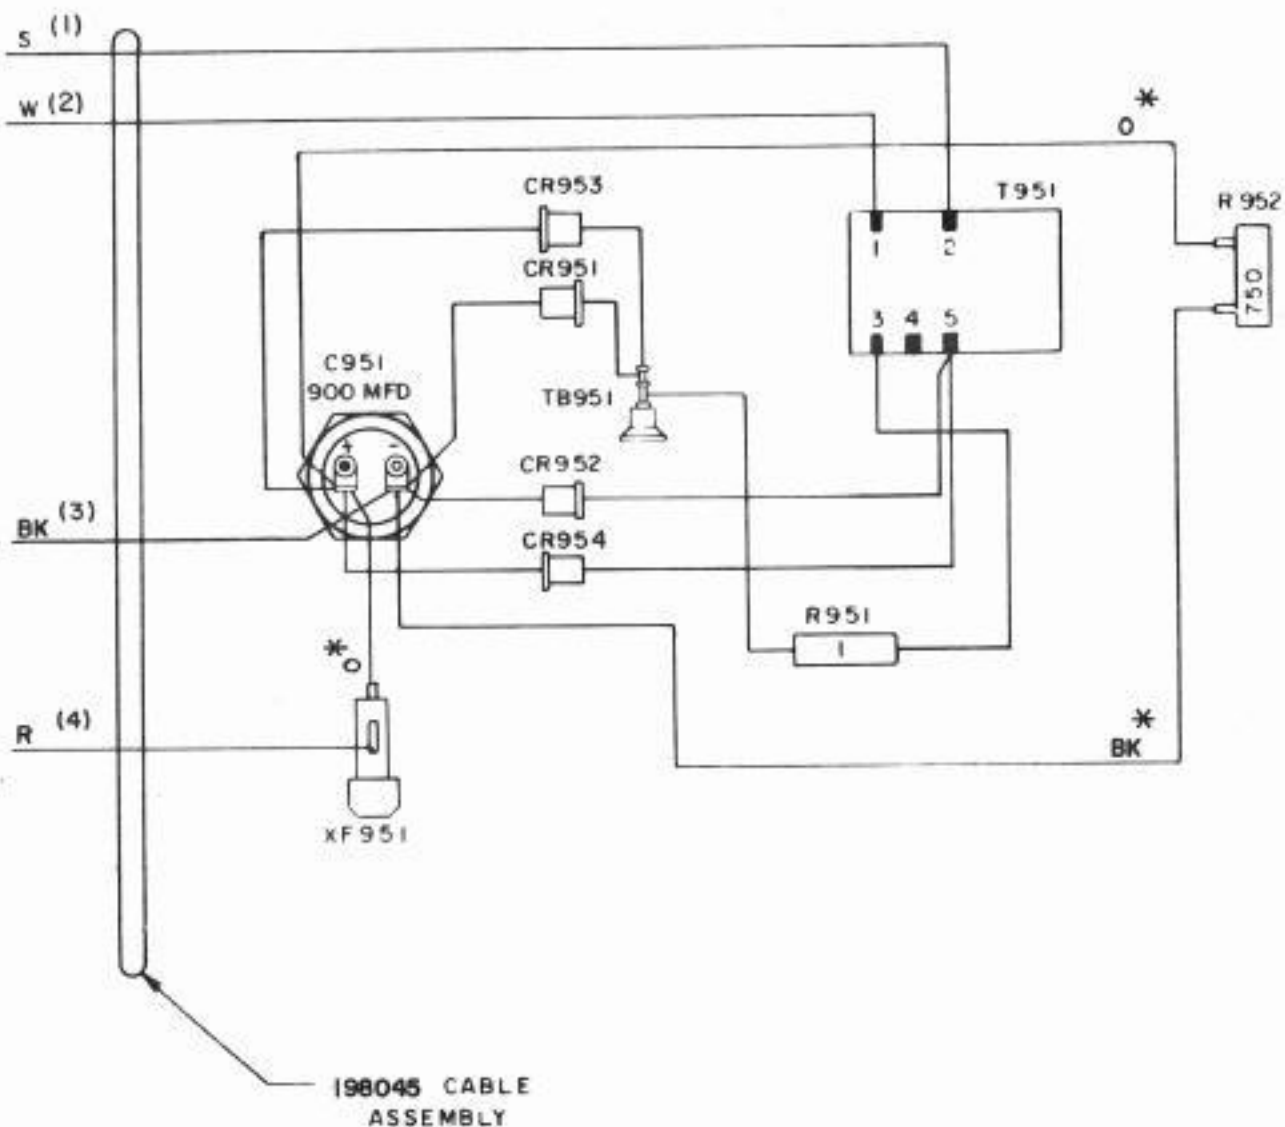 S (1)
W (2)
*
O
CR953
T951
R 952
1 2
CR951
750
3 4 5
C951
900 MFD
TB951
+ -
CR952
BK (3)
CR954
R951
1
*
O
R (4)
*
BK
XF951
198045 CABLE
ASSEMBLY